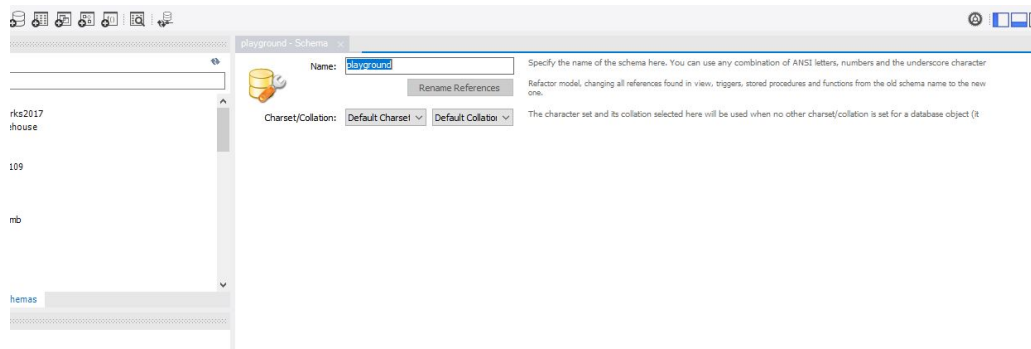 playground - Schema
Name: playground
Specify the name of the schema here. You can use any combination of ANSI letters, numbers and the underscore character
Rename References
Refactor model, changing all references found in view, triggers, stored procedures and functions from the old schema name to the new
one.
Charset/Collation: Default Charset Default Collation
The character set and its collation selected here will be used when no other charset/collation is set for a database object (it
rks2017
ehouse
109
mb
hemas